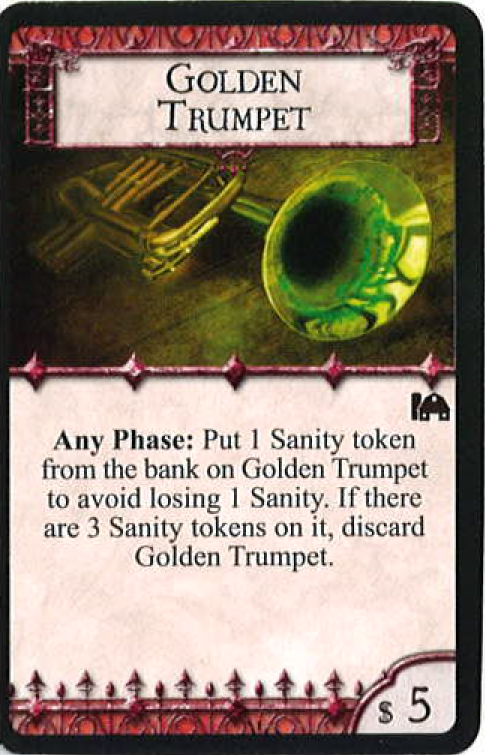 GOLDEN
TRUMPET
Any Phase: Put 1 Sanity token
from the bank on Golden Trumpet
to avoid losing 1 Sanity. If there
are 3 Sanity tokens on it, discard
Golden Trumpet.
$ 5